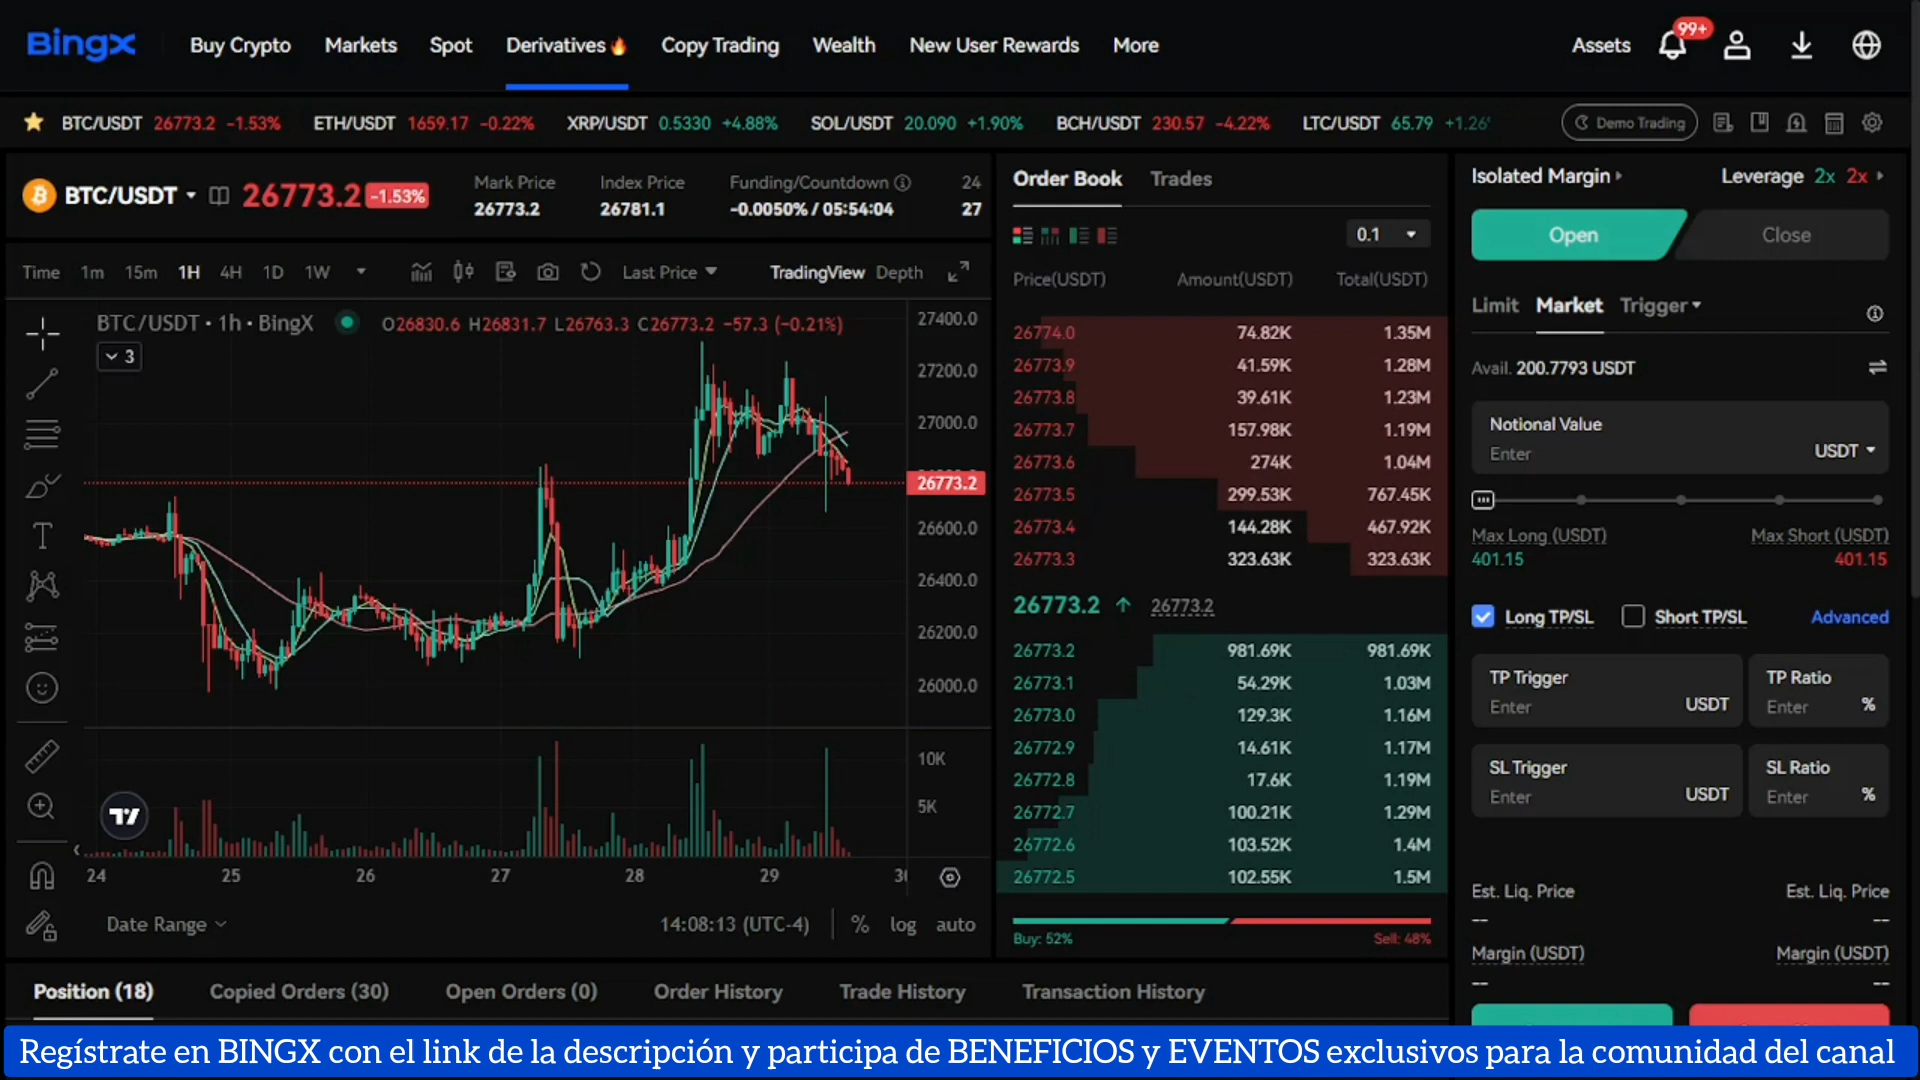 BingX Buy Crypto Markets Spot Derivatives Copy Trading Wealth New User Rewards More Assets 99+
BTC/USDT 26773.2 -1.53% ETH/USDT 1659.17 -0.22% XRP/USDT 0.5330 +4.88% SOL/USDT 20.090 +1.90% BCH/USDT 230.57 -4.22% LTC/USDT 65.79 +1.26 Demo Trading
BTC/USDT 26773.2 -1.53%
Mark Price Index Price Funding/Countdown 24
26773.2 26781.1 -0.0050% / 05:54:04 27
Time 1m 15m 1H 4H 1D 1W Last Price TradingView Depth
BTC/USDT · 1h · BingX O26830.6 H26831.7 L26763.3 C26773.2 −57.3 (−0.21%)
3
27400.0
27200.0
27000.0
26773.2
26600.0
26400.0
26200.0
26000.0
10K
5K
24 25 26 27 28 29
Date Range 14:08:13 (UTC-4) % log auto
Order Book Trades
0.1
Price(USDT) Amount(USDT) Total(USDT)
26774.0 74.82K 1.35M
26773.9 41.59K 1.28M
26773.8 39.61K 1.23M
26773.7 157.98K 1.19M
26773.6 274K 1.04M
26773.5 299.53K 767.45K
26773.4 144.28K 467.92K
26773.3 323.63K 323.63K
26773.2 26773.2
26773.2 981.69K 981.69K
26773.1 54.29K 1.03M
26773.0 129.3K 1.16M
26772.9 14.61K 1.17M
26772.8 17.6K 1.19M
26772.7 100.21K 1.29M
26772.6 103.52K 1.4M
26772.5 102.55K 1.5M
Buy: 52% Sell: 48%
Isolated Margin Leverage 2x 2x
Open Close
Limit Market Trigger
Avail. 200.7793 USDT
Notional Value
Enter USDT
Max Long (USDT) Max Short (USDT)
401.15 401.15
Long TP/SL Short TP/SL Advanced
TP Trigger TP Ratio
Enter USDT Enter %
SL Trigger SL Ratio
Enter USDT Enter %
Est. Liq. Price Est. Liq. Price
-- --
Margin (USDT) Margin (USDT)
-- --
Position (18) Copied Orders (30) Open Orders (0) Order History Trade History Transaction History
Regístrate en BINGX con el link de la descripción y participa de BENEFICIOS y EVENTOS exclusivos para la comunidad del canal